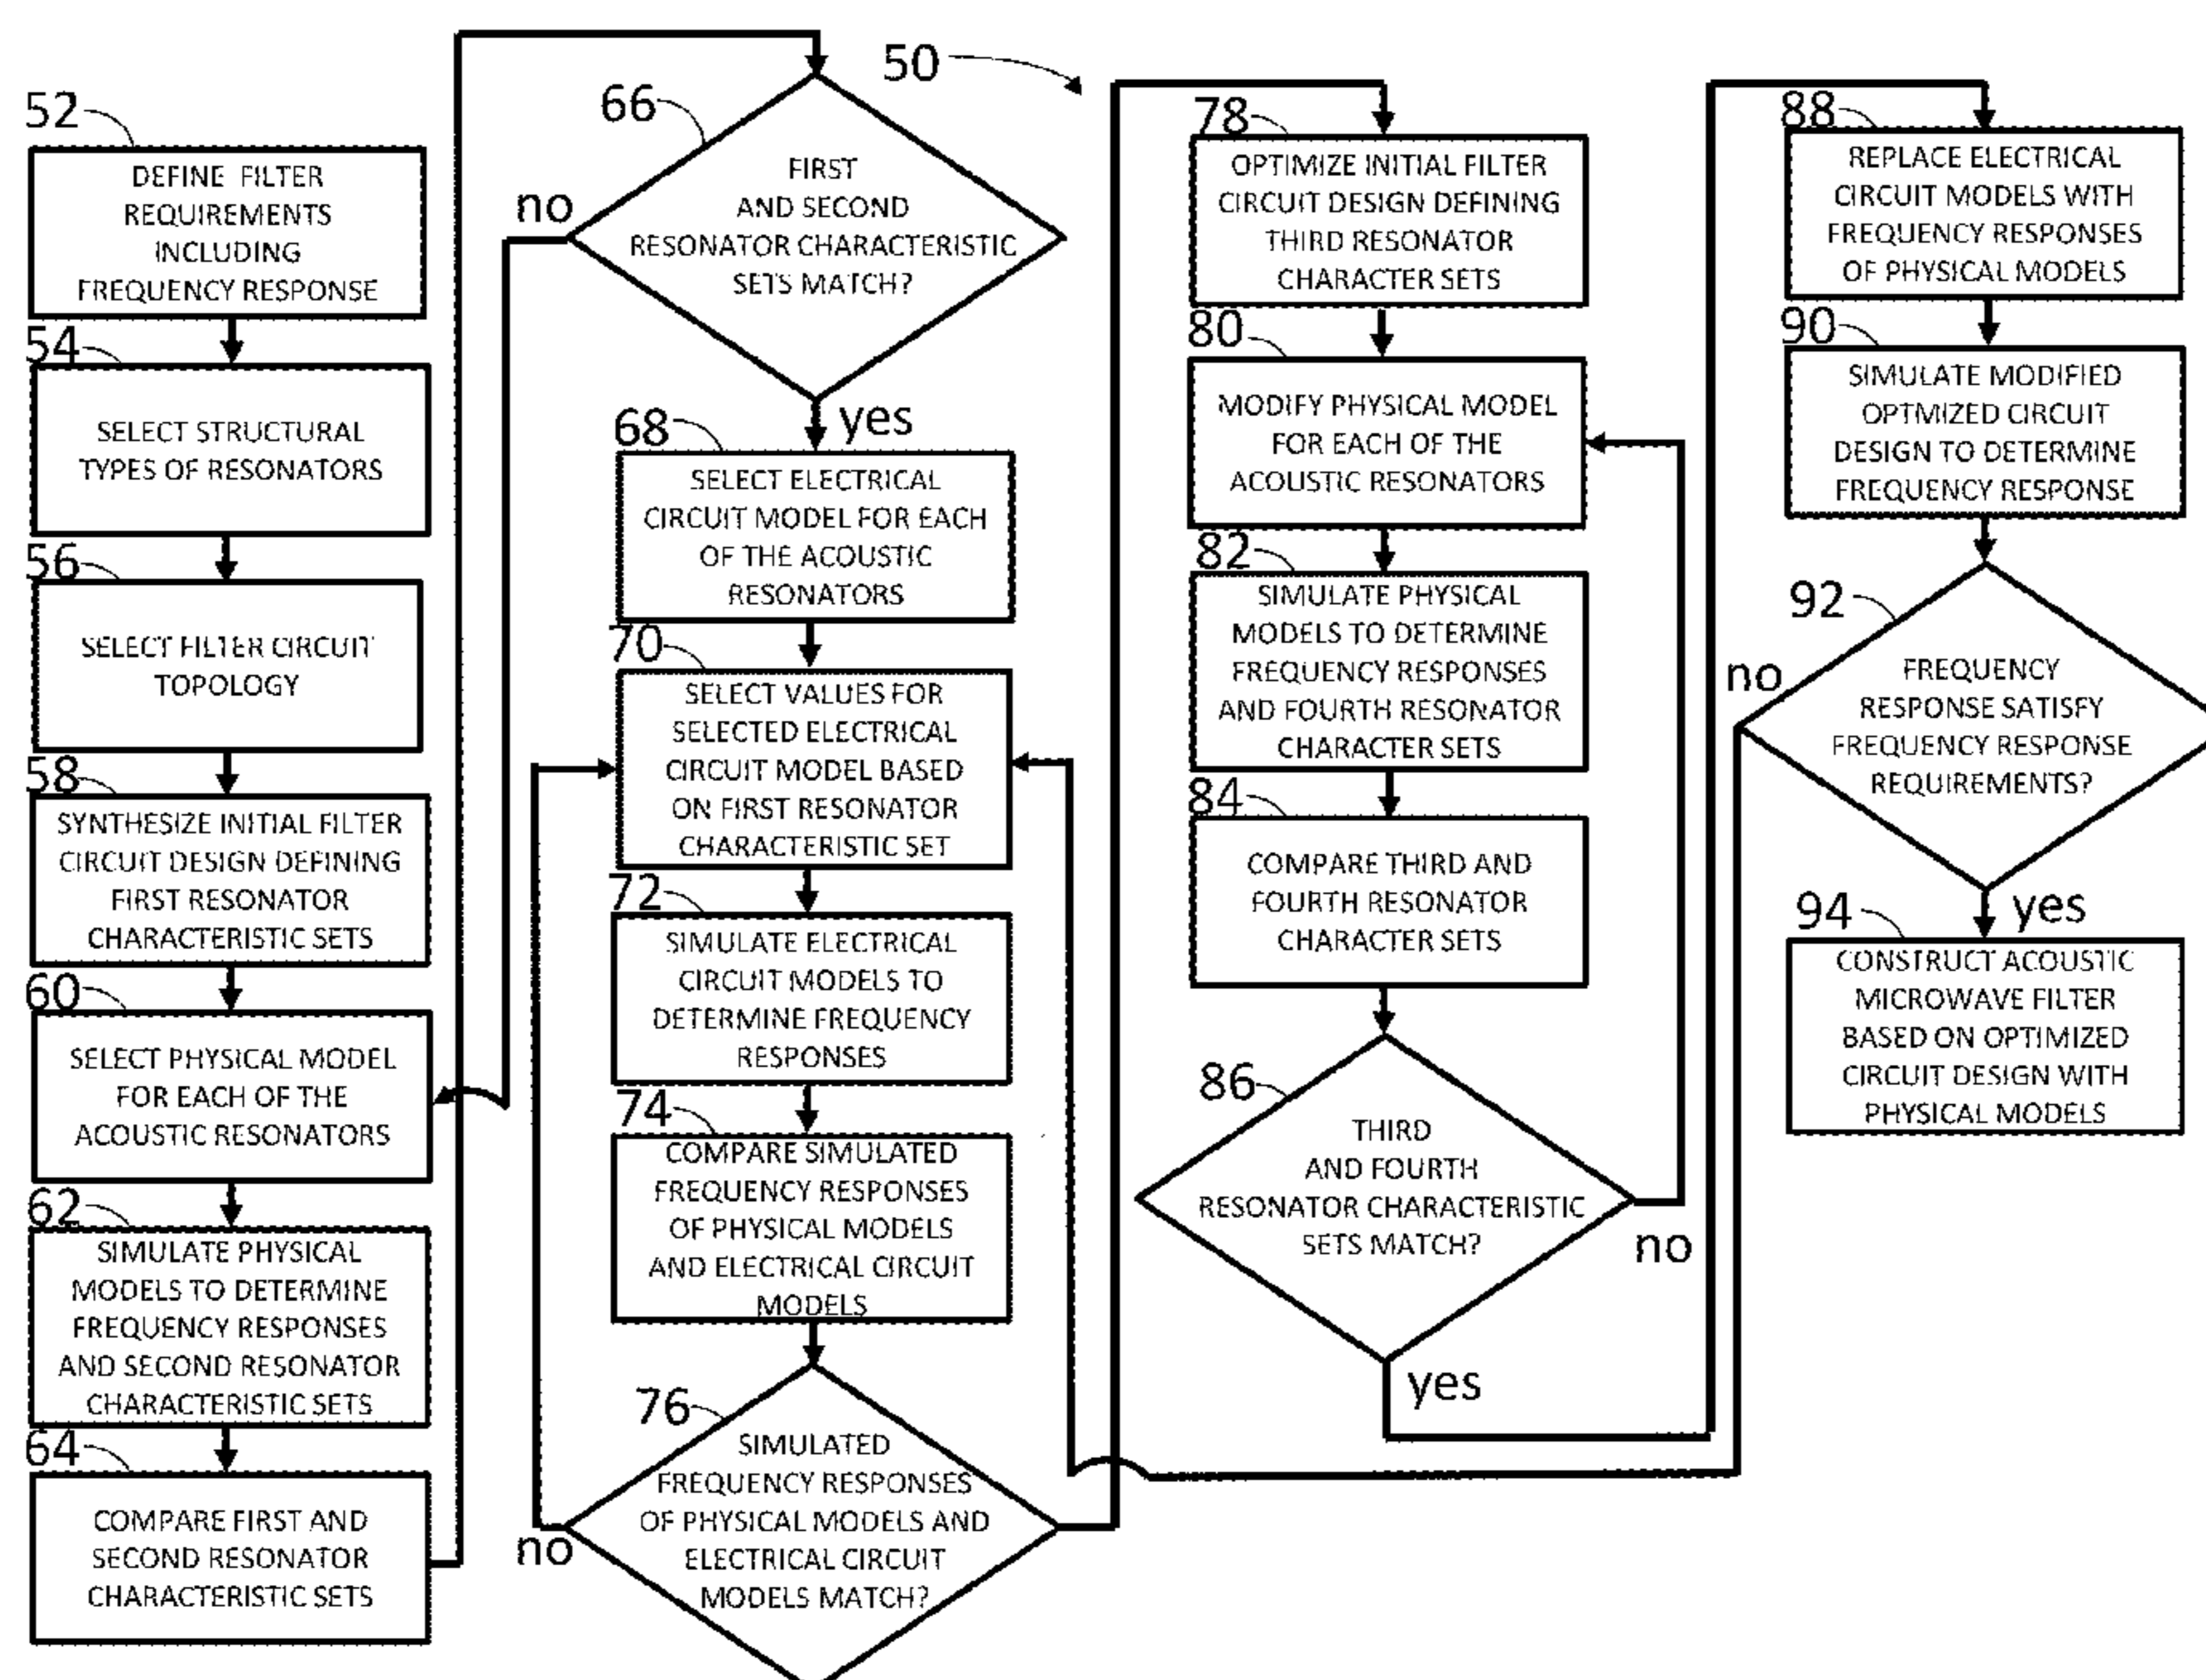 52
DEFINE FILTER
REQUIREMENTS
INCLUDING
FREQUENCY RESPONSE
54
SELECT STRUCTURAL
TYPES OF RESONATORS
56
SELECT FILTER CIRCUIT
TOPOLOGY
58
SYNTHESIZE INITIAL FILTER
CIRCUIT DESIGN DEFINING
FIRST RESONATOR
CHARACTERISTIC SETS
60
SELECT PHYSICAL MODEL
FOR EACH OF THE
ACOUSTIC RESONATORS
62
SIMULATE PHYSICAL
MODELS TO DETERMINE
FREQUENCY RESPONSES
AND SECOND RESONATOR
CHARACTERISTIC SETS
64
COMPARE FIRST AND
SECOND RESONATOR
CHARACTERISTIC SETS
50
66
FIRST
AND SECOND
RESONATOR CHARACTERISTIC
SETS MATCH?
no
yes
68
SELECT ELECTRICAL
CIRCUIT MODEL FOR EACH
OF THE ACOUSTIC
RESONATORS
70
SELECT VALUES FOR
SELECTED ELECTRICAL
CIRCUIT MODEL BASED
ON FIRST RESONATOR
CHARACTERISTIC SET
72
SIMULATE ELECTRICAL
CIRCUIT MODELS TO
DETERMINE FREQUENCY
RESPONSES
74
COMPARE SIMULATED
FREQUENCY RESPONSES
OF PHYSICAL MODELS
AND ELECTRICAL CIRCUIT
MODELS
76
SIMULATED
FREQUENCY RESPONSES
OF PHYSICAL MODELS AND
ELECTRICAL CIRCUIT
MODELS MATCH?
no
78
OPTIMIZE INITIAL FILTER
CIRCUIT DESIGN DEFINING
THIRD RESONATOR
CHARACTER SETS
80
MODIFY PHYSICAL MODEL
FOR EACH OF THE
ACOUSTIC RESONATORS
82
SIMULATE PHYSICAL
MODELS TO DETERMINE
FREQUENCY RESPONSES
AND FOURTH RESONATOR
CHARACTER SETS
84
COMPARE THIRD AND
FOURTH RESONATOR
CHARACTER SETS
86
THIRD
AND FOURTH
RESONATOR CHARACTERISTIC
SETS MATCH?
no
yes
88
REPLACE ELECTRICAL
CIRCUIT MODELS WITH
FREQUENCY RESPONSES
OF PHYSICAL MODELS
90
SIMULATE MODIFIED
OPTMIZED CIRCUIT
DESIGN TO DETERMINE
FREQUENCY RESPONSE
92
FREQUENCY
RESPONSE SATISFY
FREQUENCY RESPONSE
REQUIREMENTS?
no
yes
94
CONSTRUCT ACOUSTIC
MICROWAVE FILTER
BASED ON OPTIMIZED
CIRCUIT DESIGN WITH
PHYSICAL MODELS